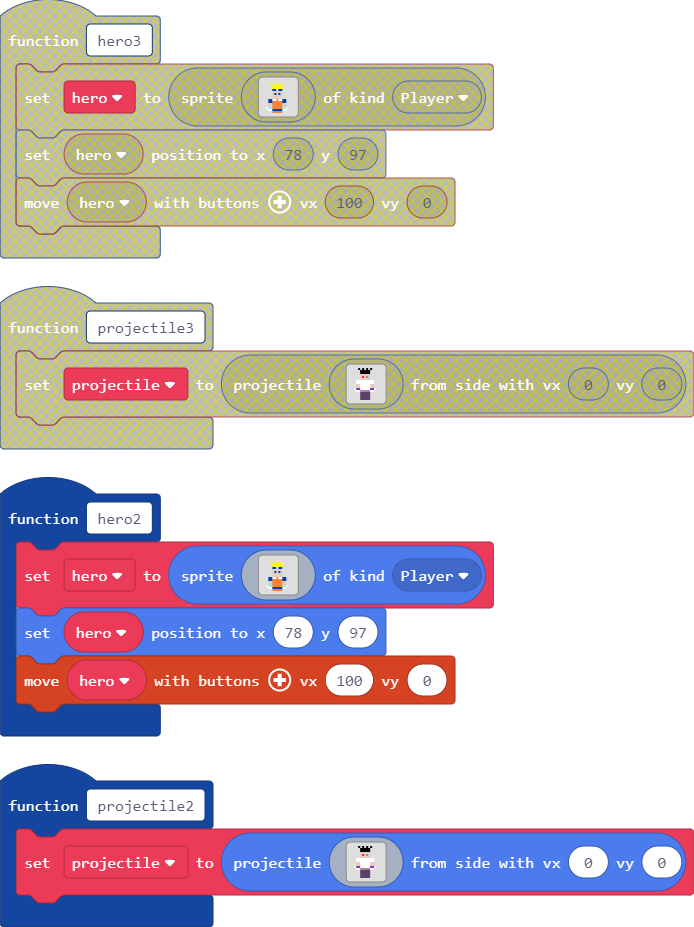 function hero3
set hero to sprite of kind Player
set hero position to x 78 y 97
move hero with buttons vx 100 vy 0
function projectile3
set projectile to projectile from side with vx 0 vy 0
function hero2
set hero to sprite of kind Player
set hero position to x 78 y 97
move hero with buttons vx 100 vy 0
function projectile2
set projectile to projectile from side with vx 0 vy 0